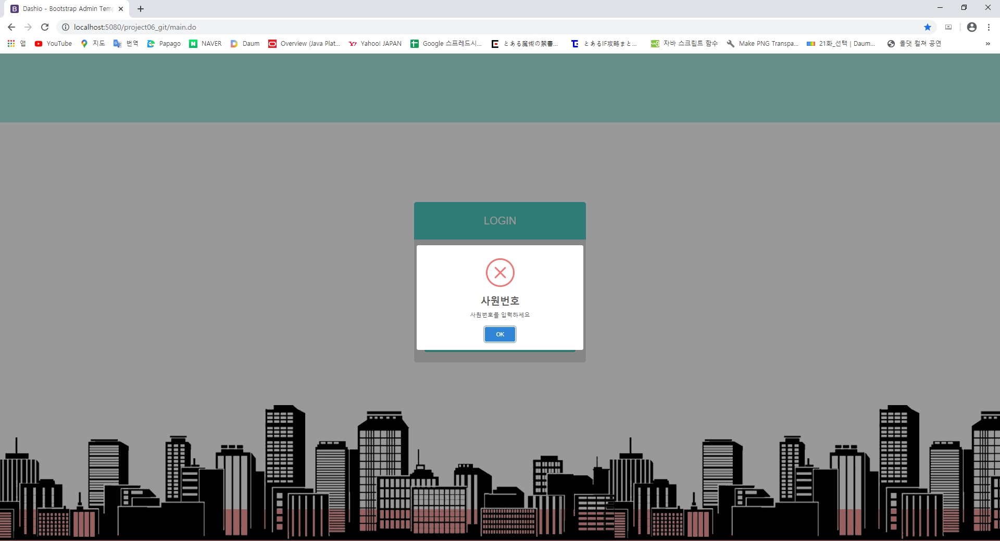 Dashio - Bootstrap Admin Tem
localhost:5080/project06_git/main.do
앱 YouTube 지도 번역 Papago NAVER Daum Overview (Java Plat... Yahoo! JAPAN Google 스프레드시... とある魔術の禁書... とあるIF攻略まと... 자바 스크립트 함수 Make PNG Transpa... 21화_선택 | Daum... 올댓 컬쳐 공연 »
LOGIN
사원번호
사원번호를 입력하세요
OK